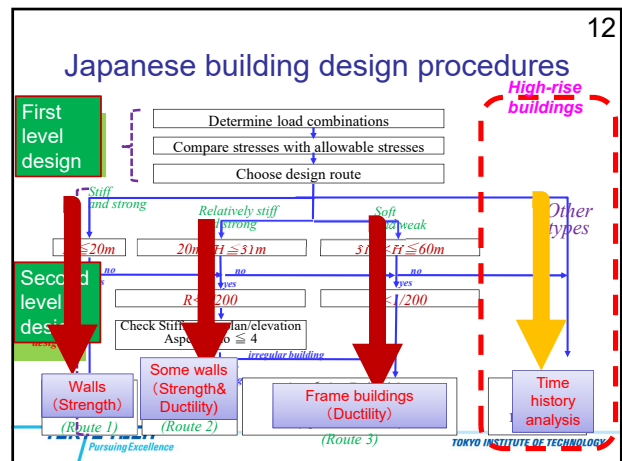 12
Japanese building design procedures
High-rise
buildings
First
level
design
Determine load combinations
Compare stresses with allowable stresses
Choose design route
Stiff
and strong
Relatively stiff
strong
Soft
weak
Other
types
≦20m
20m
H≦31m
H≦60m
no
no
no
yes
yes
Second
level
design
/200
1/200
Check Stiff
lan/elevation
≦ 4
irregular building
Walls
(Strength)
Some walls
(Strength&
Ductility)
Frame buildings
(Ductility)
Time
history
analysis
(Route 1)
(Route 2)
(Route 3)
Pursuing Excellence
TOKYO INSTITUTE OF TECHNOLOGY